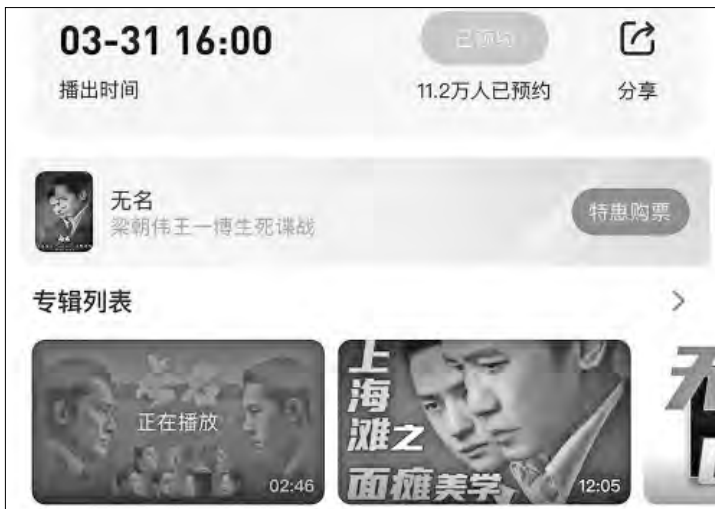 03-31 16:00
已预约
播出时间
11.2万人已预约
分享
无名
梁朝伟王一博生死谍战
特惠购票
专辑列表
正在播放
02:46
上海滩之
面瘫美学
12:05
无